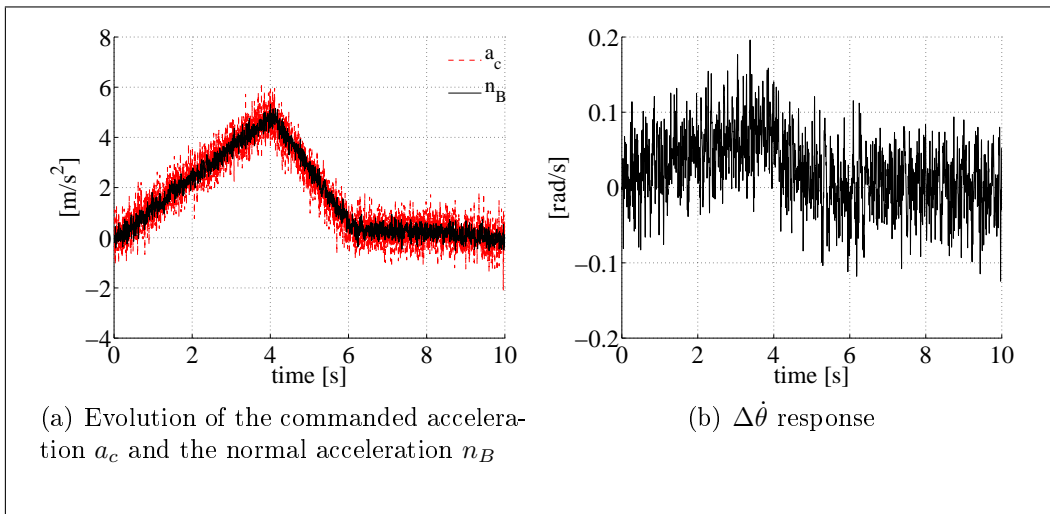 8
6
4
2
0
−2
−4
[m/s²]
a_c
n_B
0 2 4 6 8 10
time [s]
0.2
0.1
0
−0.1
−0.2
[rad/s]
0 2 4 6 8 10
time [s]
(a) Evolution of the commanded accelera-
tion a_c and the normal acceleration n_B
(b) Δθ̇ response